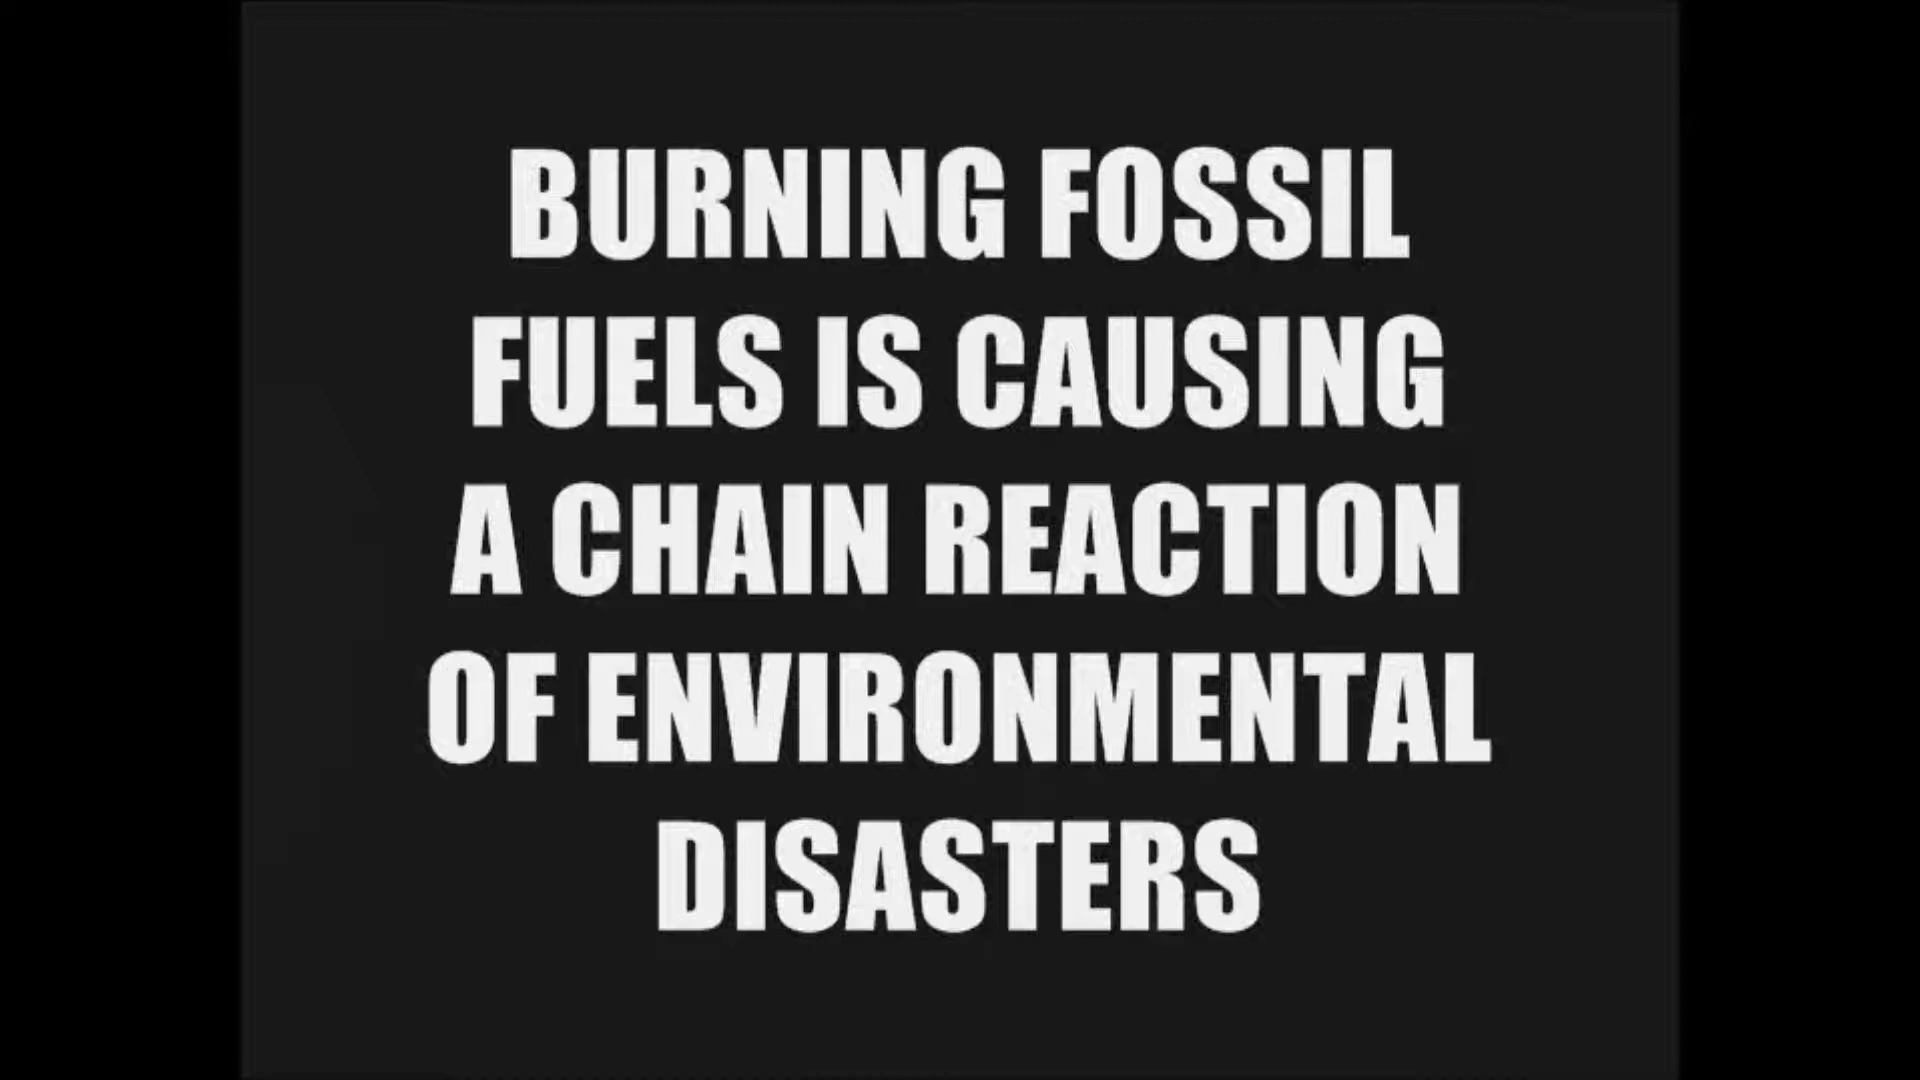 BURNING FOSSIL
FUELS IS CAUSING
A CHAIN REACTION
OF ENVIRONMENTAL
DISASTERS